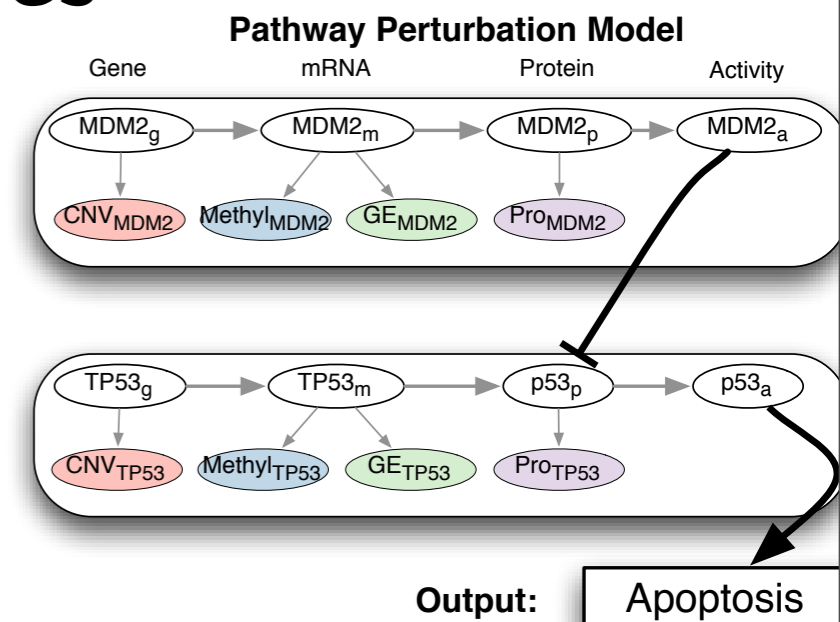 Pathway Perturbation Model
Gene mRNA Protein Activity
MDM2g MDM2m MDM2p MDM2a
CNVMDM2 MethylMDM2 GEMDM2 ProMDM2
TP53g TP53m p53p p53a
CNVTP53 MethylTP53 GETP53 ProTP53
Output: Apoptosis